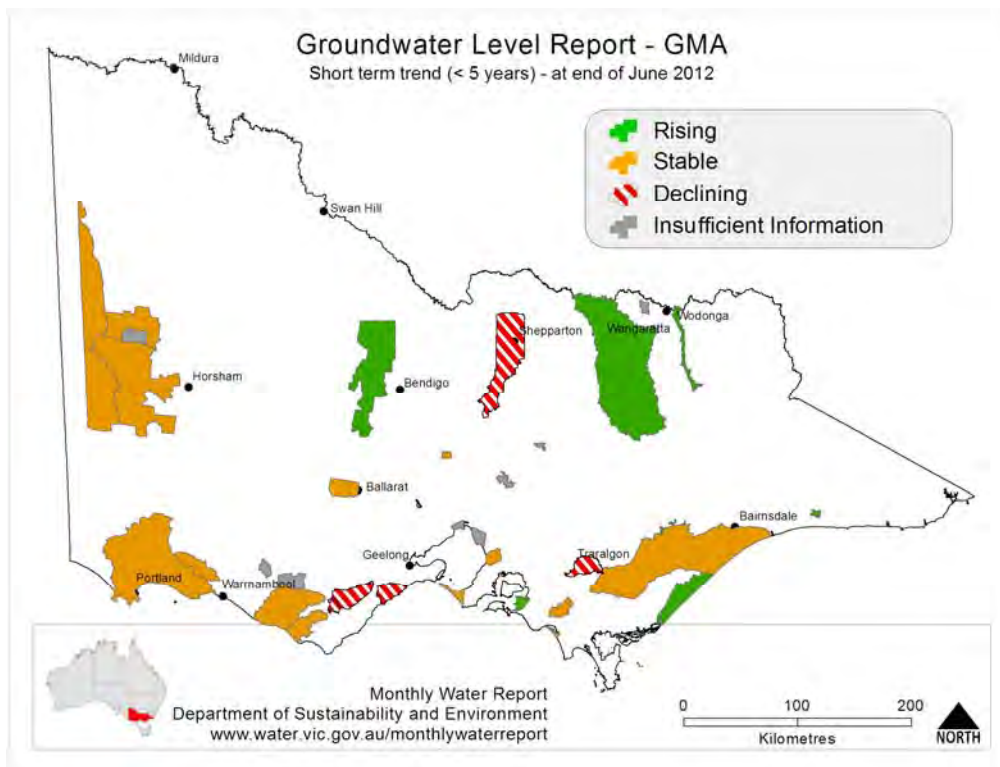 Groundwater Level Report - GMA
Short term trend (< 5 years) - at end of June 2012
Mildura
Rising
Stable
Declining
Insufficient Information
Swan Hill
Wodonga
Wangaratta
Shepparton
Horsham
Bendigo
Ballarat
Bairnsdale
Geelong
Traralgon
Portland
Warrnambool
Monthly Water Report
Department of Sustainability and Environment
www.water.vic.gov.au/monthlywaterreport
0 100 200
Kilometres
NORTH